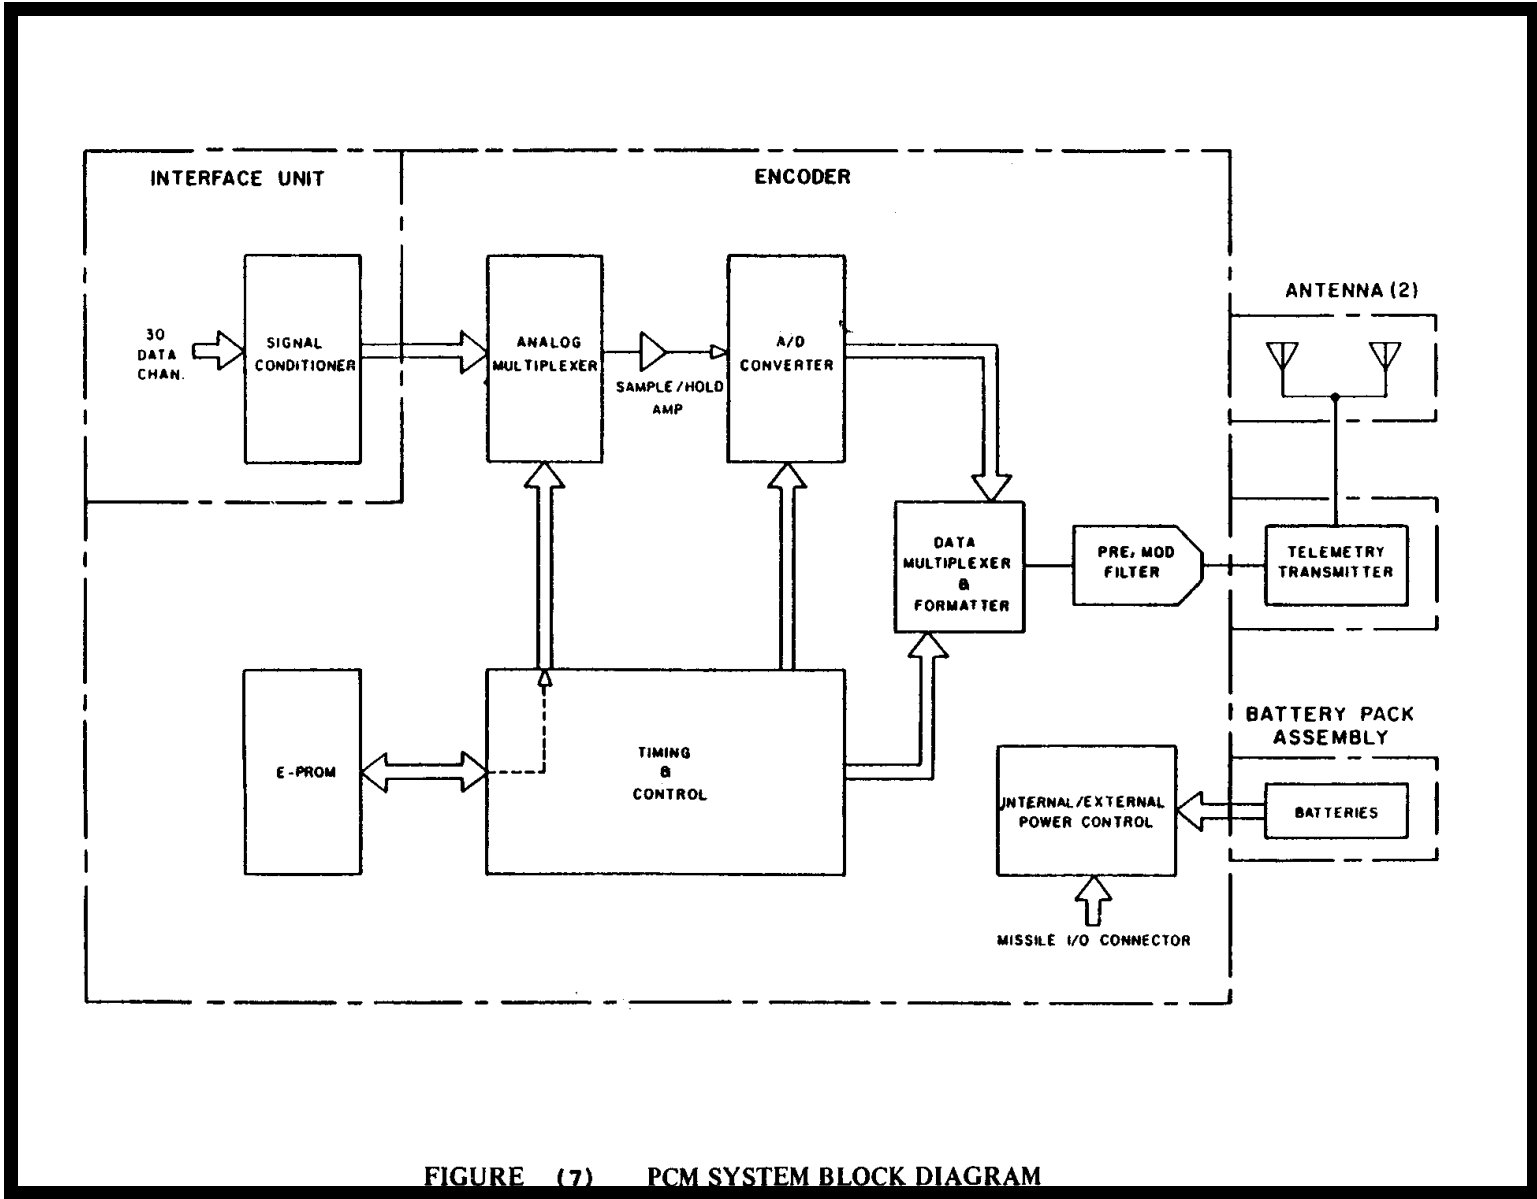 INTERFACE UNIT
ENCODER
ANTENNA (2)
30
DATA
CHAN.
SIGNAL
CONDITIONER
ANALOG
MULTIPLEXER
SAMPLE/HOLD
AMP
A/D
CONVERTER
DATA
MULTIPLEXER
&
FORMATTER
PRE, MOD
FILTER
TELEMETRY
TRANSMITTER
E-PROM
TIMING
&
CONTROL
BATTERY PACK
ASSEMBLY
INTERNAL/EXTERNAL
POWER CONTROL
BATTERIES
MISSILE I/O CONNECTOR
FIGURE (7) PCM SYSTEM BLOCK DIAGRAM